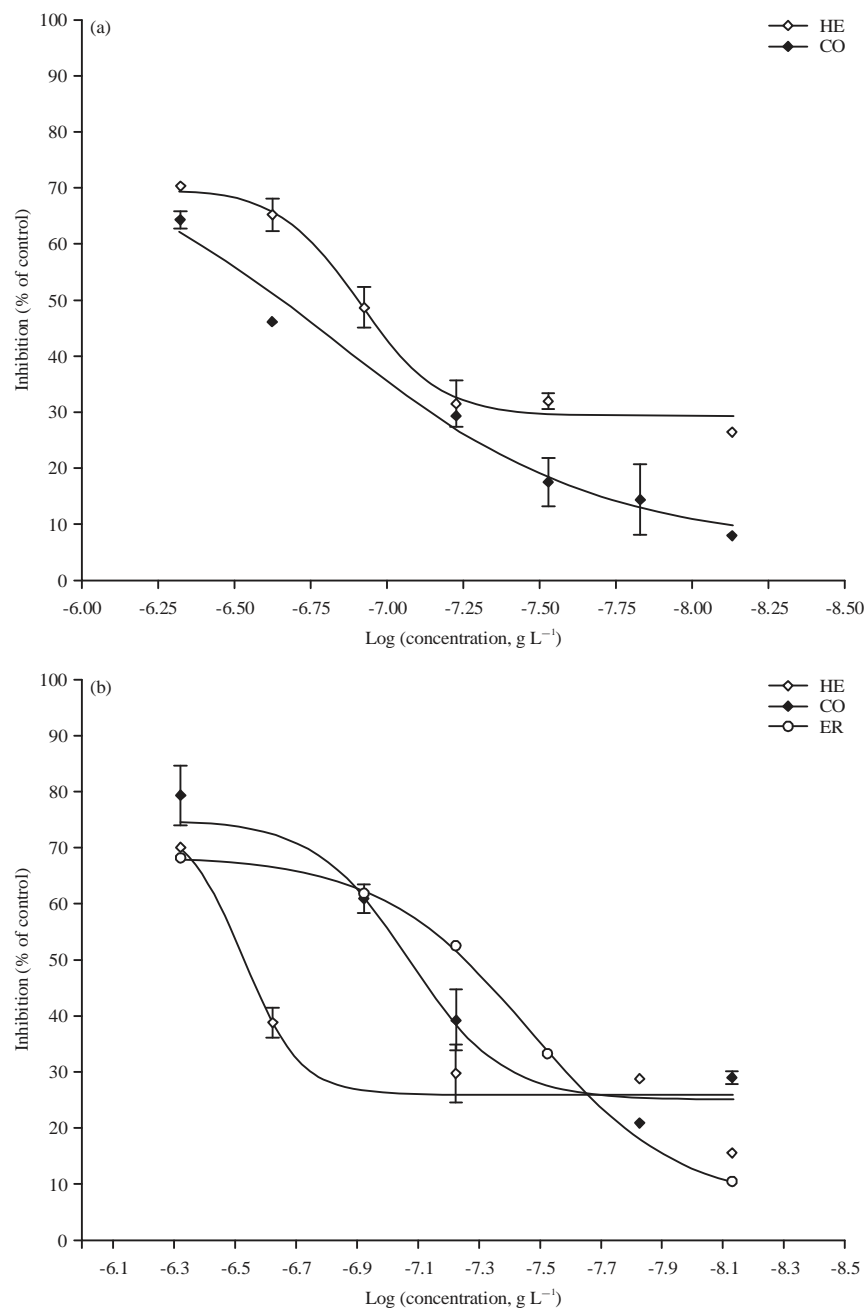 (a)
HE
CO
100
90
80
70
60
50
40
30
20
10
0
Inhibition (% of control)
-6.00 -6.25 -6.50 -6.75 -7.00 -7.25 -7.50 -7.75 -8.00 -8.25 -8.50
Log (concentration, g L⁻¹)
(b)
HE
CO
ER
100
90
80
70
60
50
40
30
20
10
0
Inhibition (% of control)
-6.1 -6.3 -6.5 -6.7 -6.9 -7.1 -7.3 -7.5 -7.7 -7.9 -8.1 -8.3 -8.5
Log (concentration, g L⁻¹)